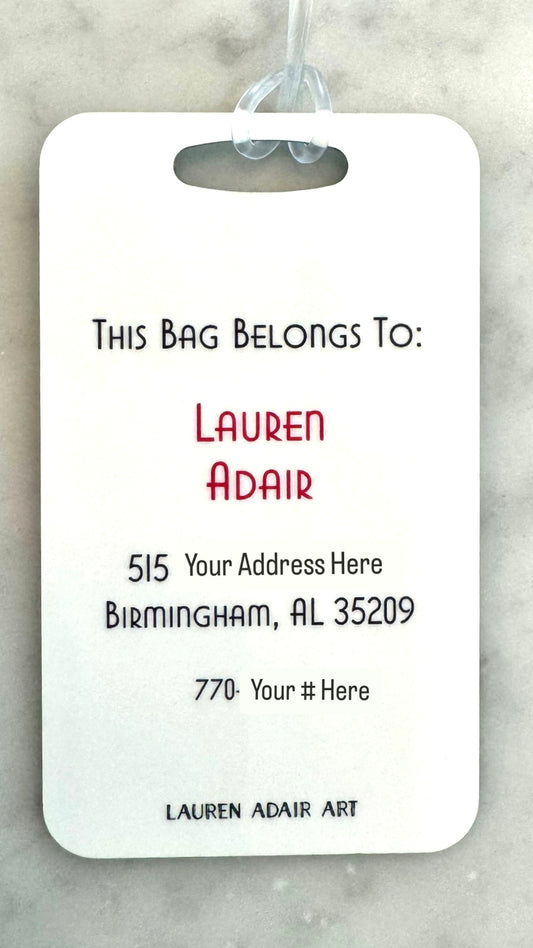 This Bag Belongs To:
Lauren
Adair
515 Your Address Here
Birmingham, AL 35209
770- Your # Here
LAUREN ADAIR ART